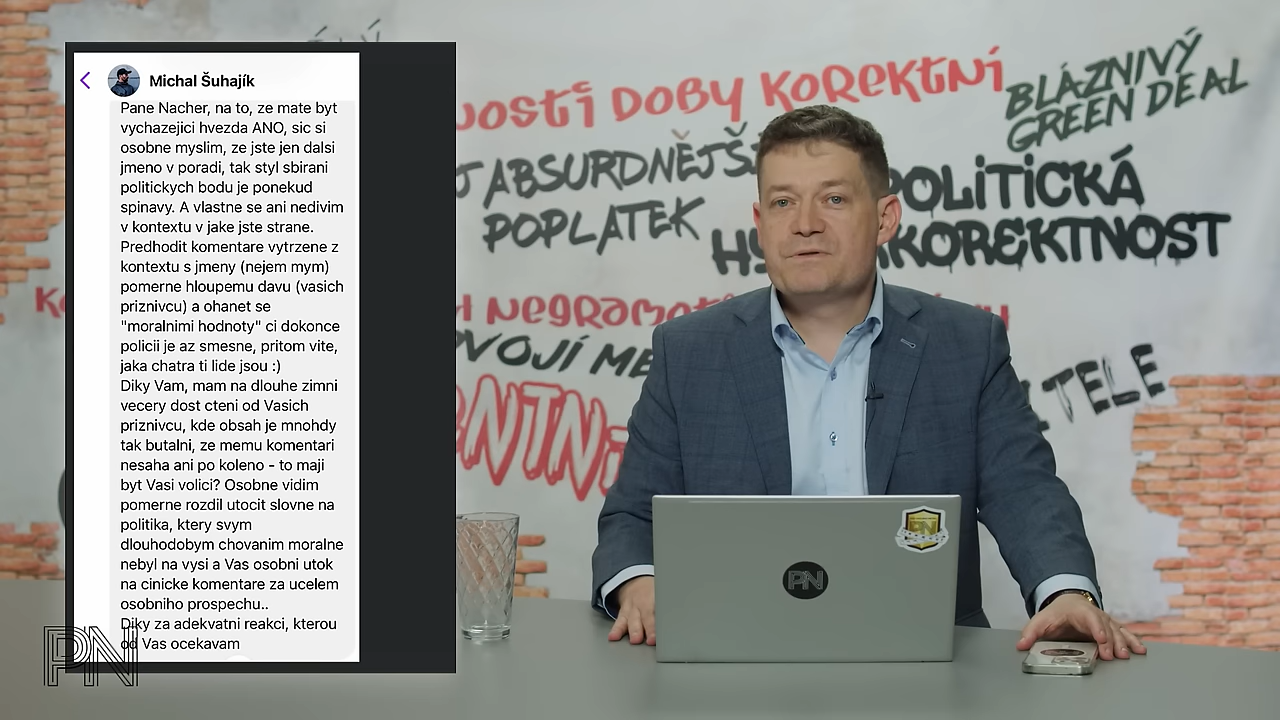 Michal Šuhajík
Pane Nacher, na to, ze mate byt
vychazejici hvezda ANO, sic si
osobne myslim, ze jste jen dalsi
jmeno v poradi, tak styl sbirani
politickych bodu je ponekud
spinavy. A vlastne se ani nedivim
v kontextu v jake jste strane.
Predhodit komentare vytrzene z
kontextu s jmeny (nejem mym)
pomerne hloupemu davu (vasich
priznivcu) a ohanet se
"moralnimi hodnoty" ci dokonce
policii je az smesne, pritom vite,
jaka chatra ti lide jsou :)
Diky Vam, mam na dlouhe zimni
vecery dost cteni od Vasich
priznivcu, kde obsah je mnohdy
tak butalni, ze memu komentari
nesaha ani po koleno - to maji
byt Vasi volici? Osobne vidim
pomerne rozdil utocit slovne na
politika, ktery svym
dlouhodobym chovanim moralne
nebyl na vysi a Vas osobni utok
na cinicke komentare za ucelem
osobniho prospechu..
Diky za adekvatni reakci, kterou
od Vas ocekavam
PN
DOBY KOREKTNÍ
BLÁZNIVÝ
GREEN DEAL
POPLATEK
POLITICKÁ
PN
PN